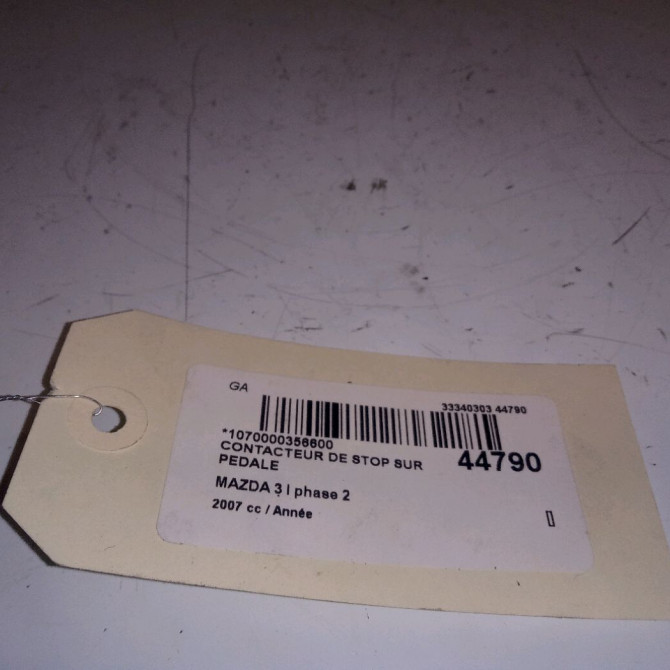 GA
33340303 44790
*1070000356600
CONTACTEUR DE STOP SUR
PEDALE
44790
MAZDA 3 I phase 2
2007 cc / Année